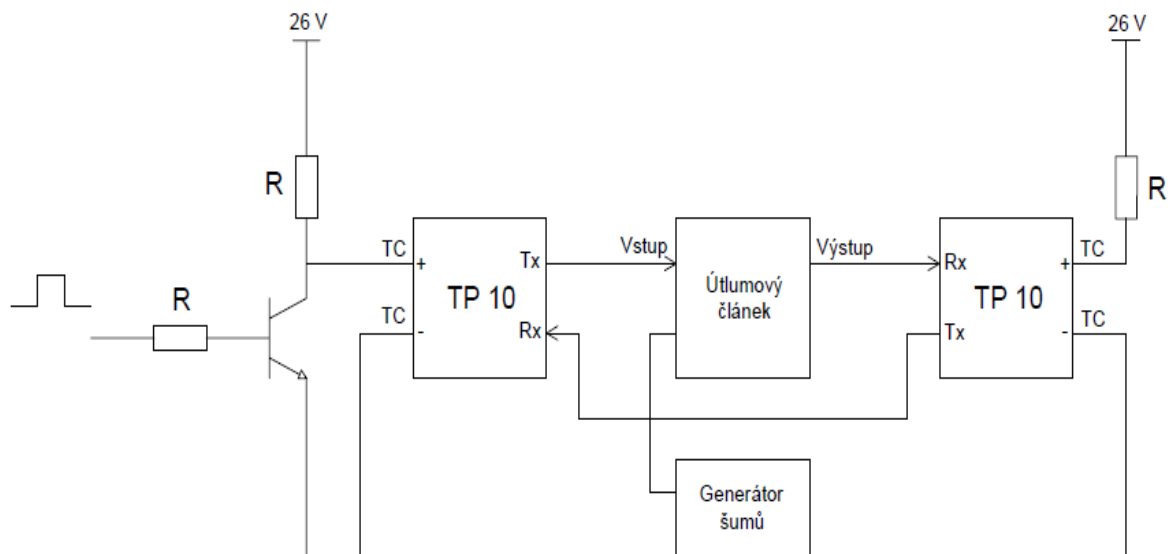 26 V
26 V
R
R
R
TC
+
Tx
TP 10
TC
-
Rx
Vstup
Útlumový
článek
Výstup
Rx
+
TP 10
Tx
-
TC
TC
Generátor
šumů